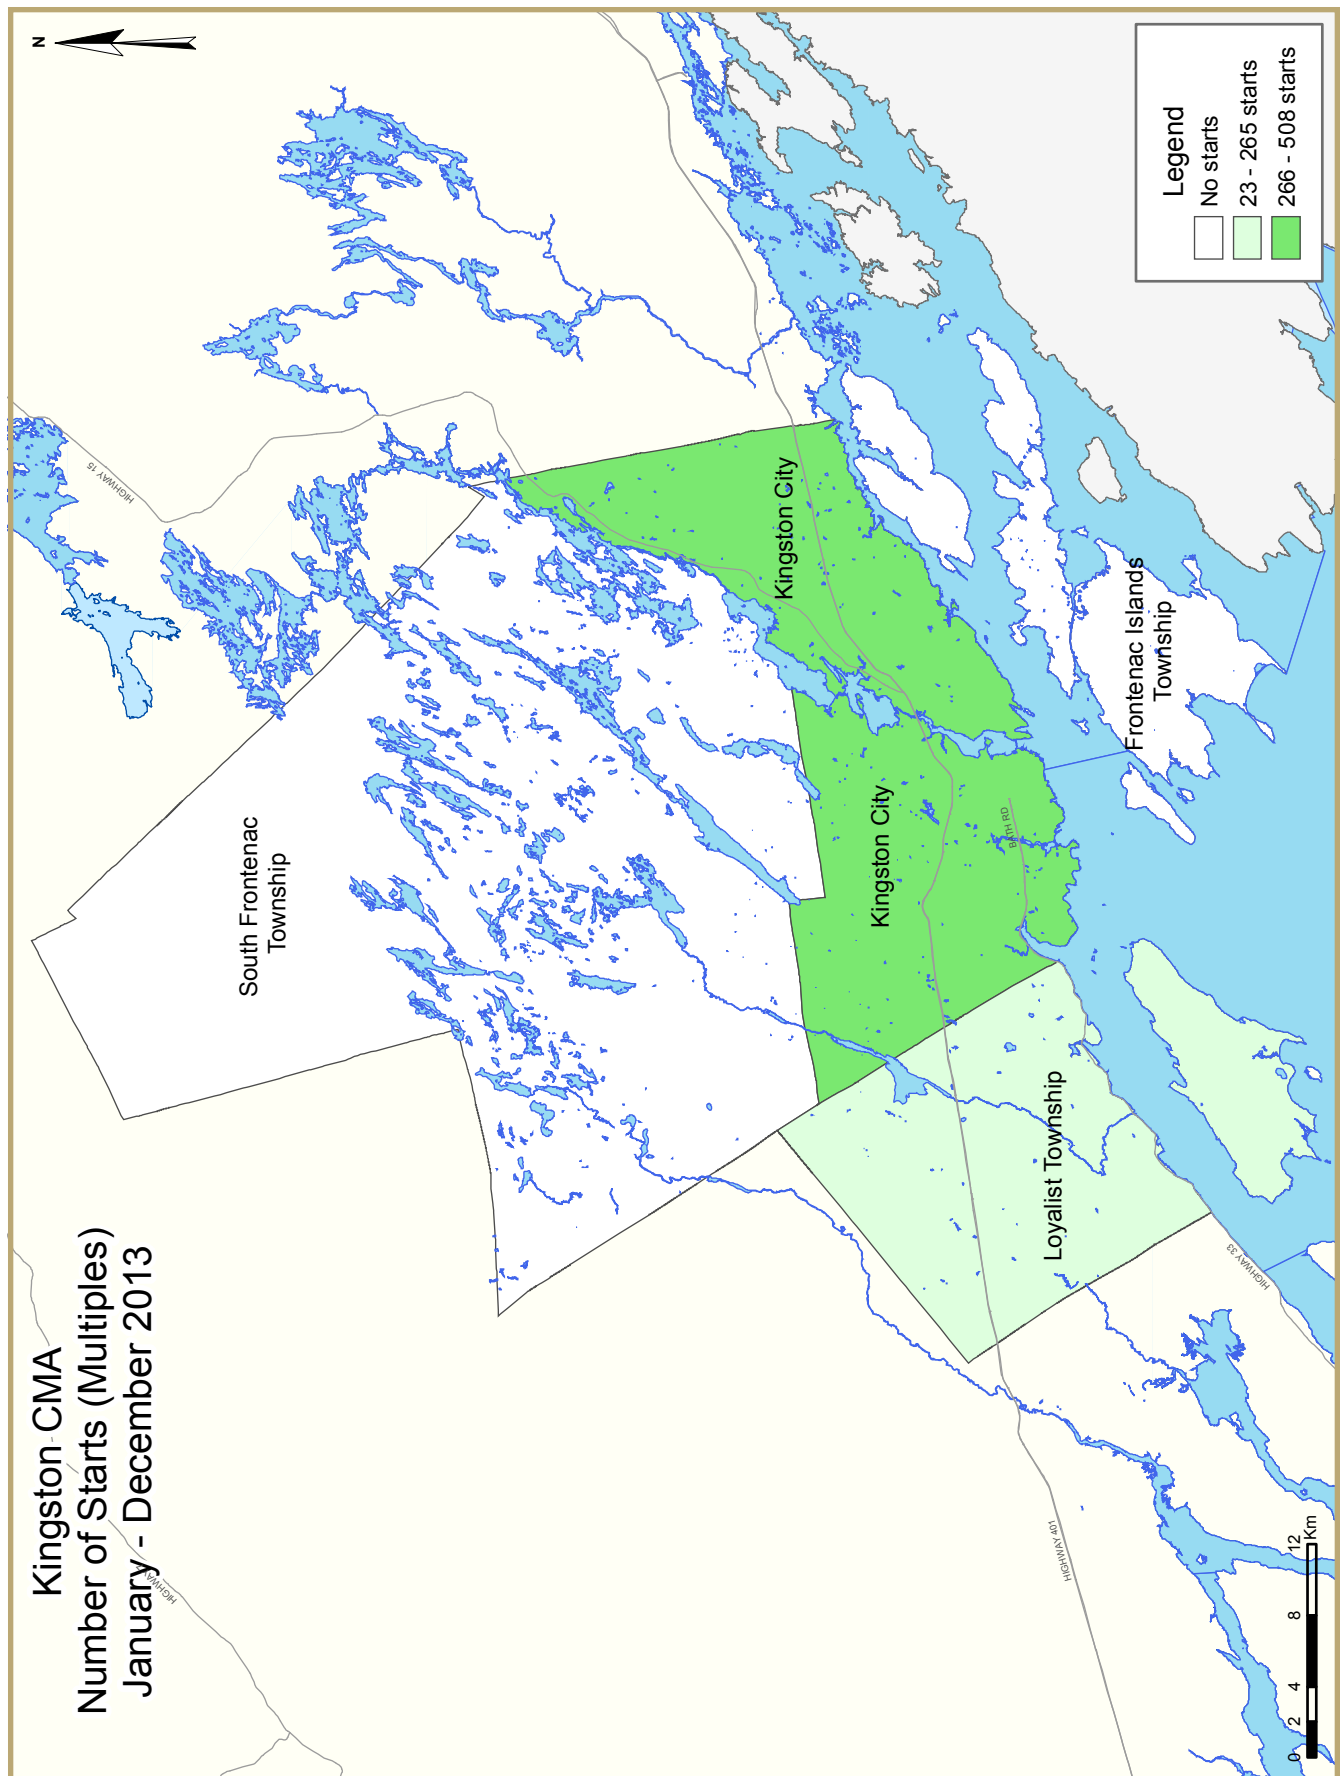 Kingston CMA
Number of Starts (Multiples)
January - December 2013
N
HIGHWAY 15
HIGHWAY
South Frontenac
Township
Kingston City
Kingston City
BATH RD
Loyalist Township
Frontenac Islands
Township
HIGHWAY 33
HIGHWAY 401
Legend
No starts
23 - 265 starts
266 - 508 starts
0 2 4 8 12
Km